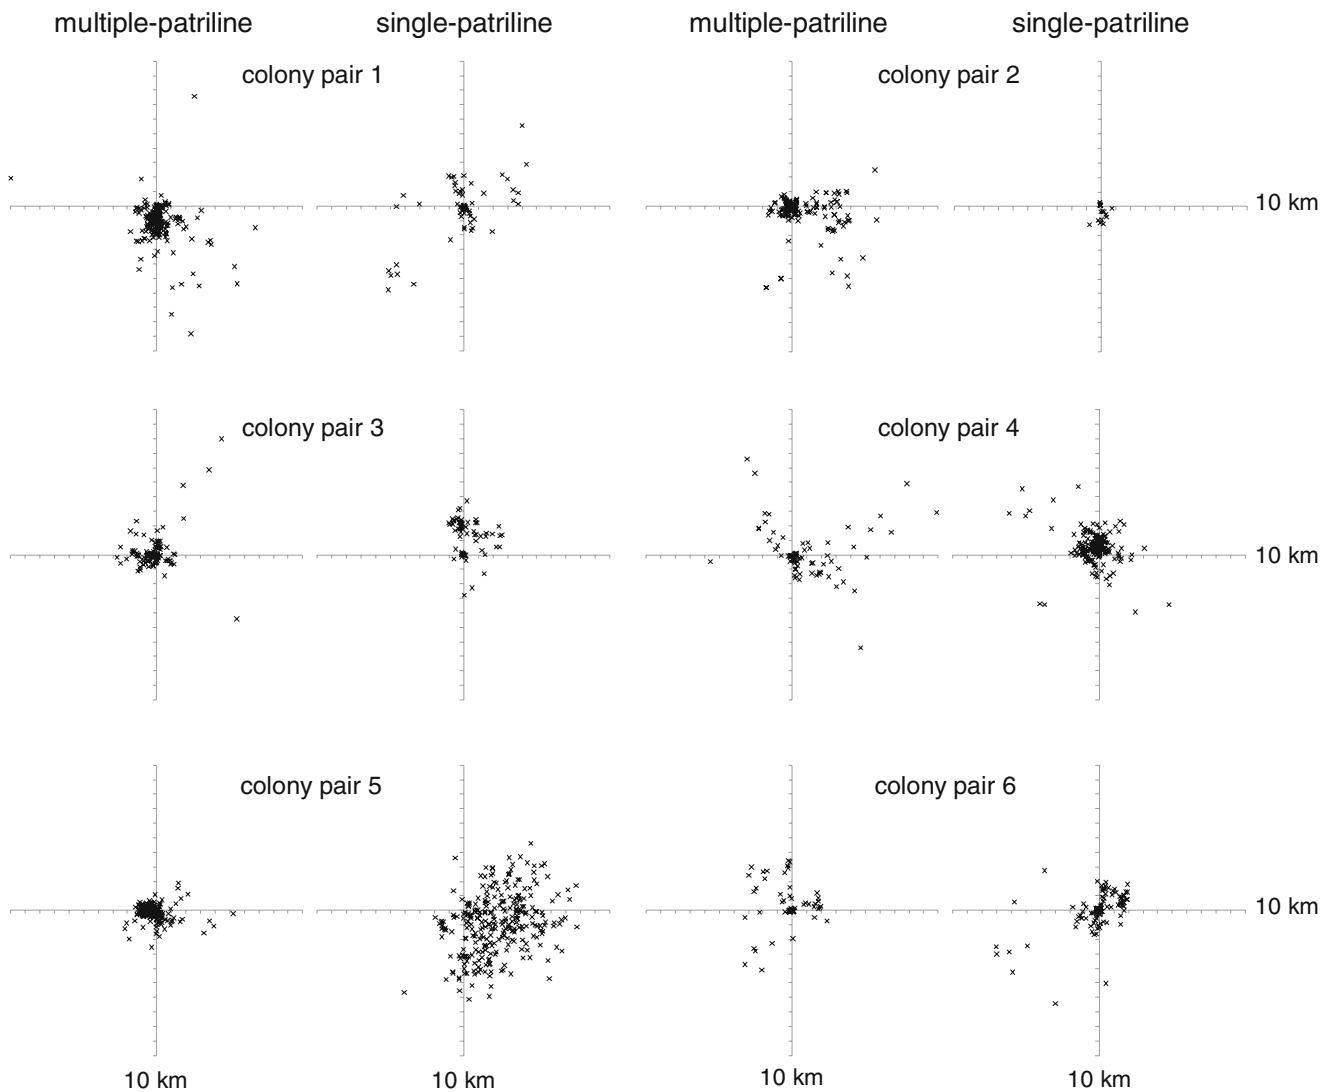 multiple-patriline single-patriline multiple-patriline single-patriline
colony pair 1 colony pair 2
10 km
colony pair 3 colony pair 4
10 km
colony pair 5 colony pair 6
10 km
10 km 10 km 10 km 10 km